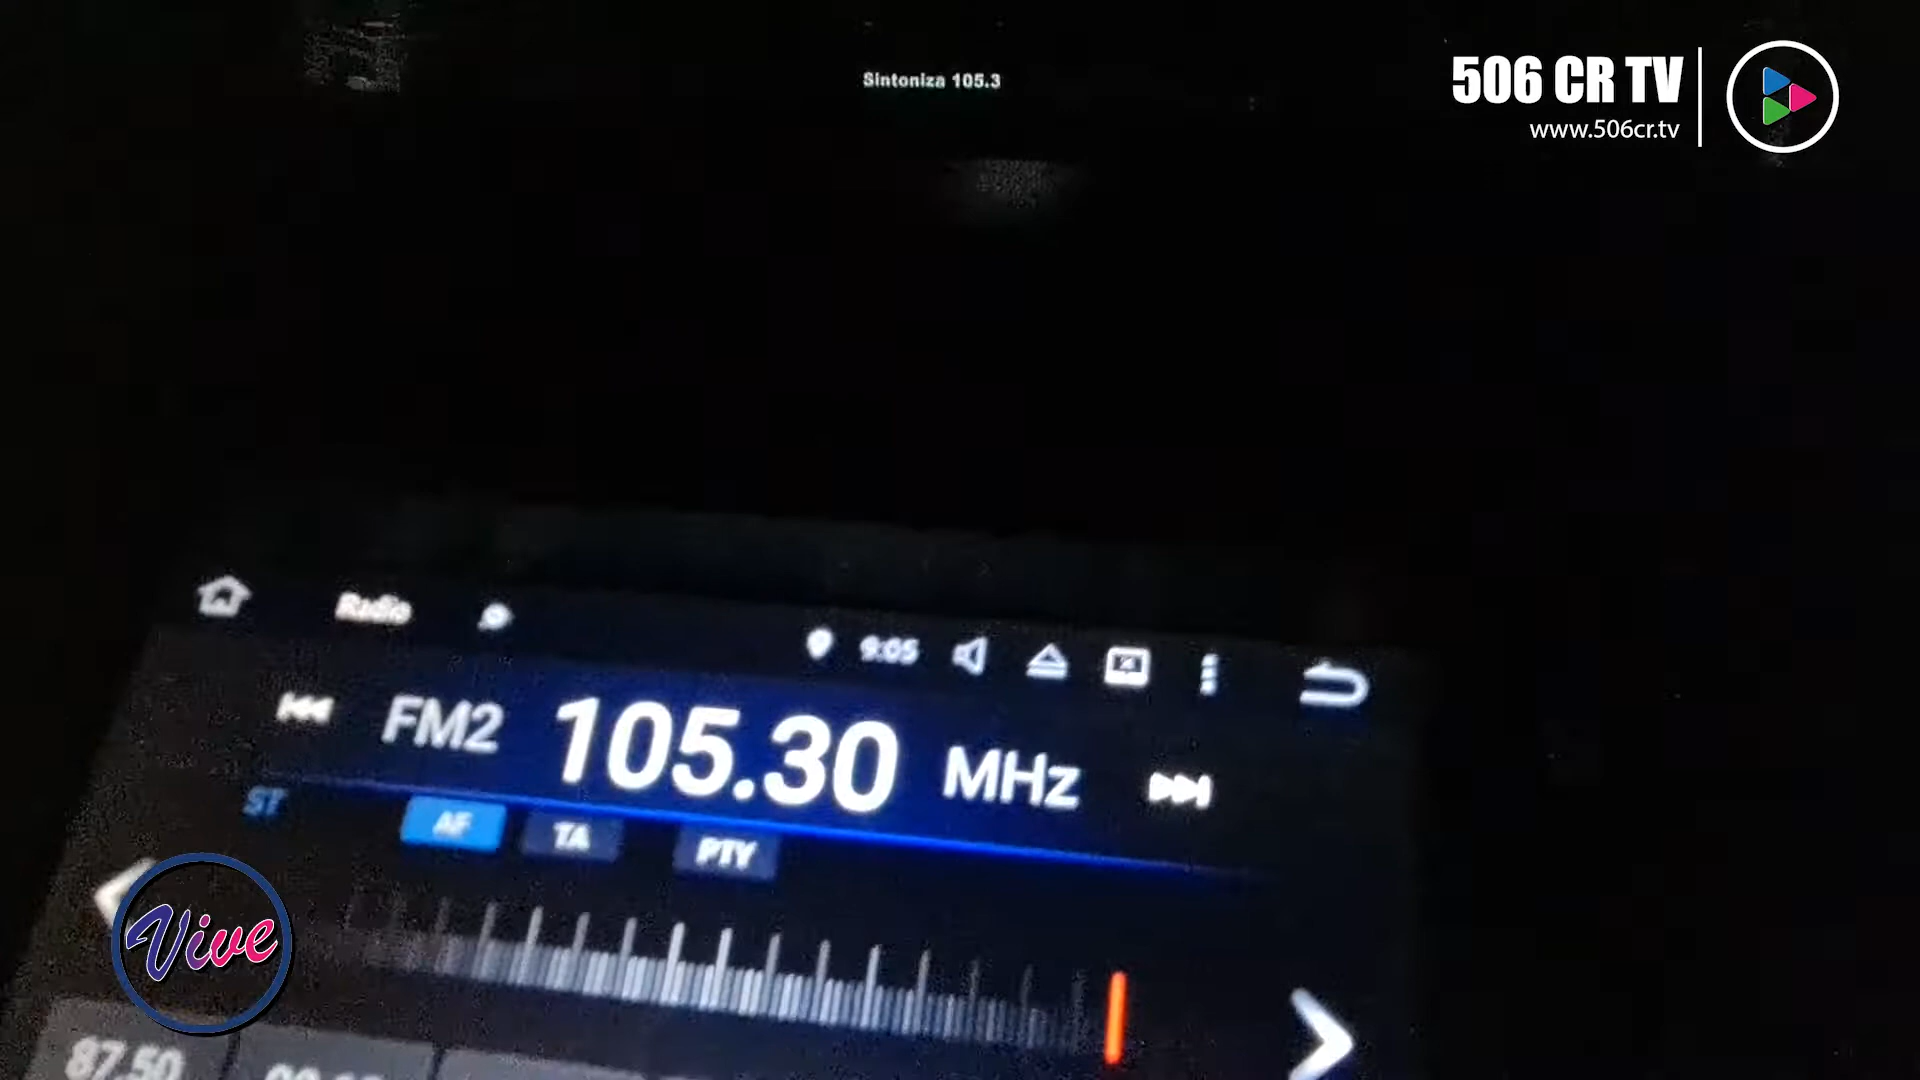 Sintoniza 105.3
506 CR TV
www.506cr.tv
Radio
9:05
FM2 105.30 MHz
ST AF TA PTY
Vive
87.50